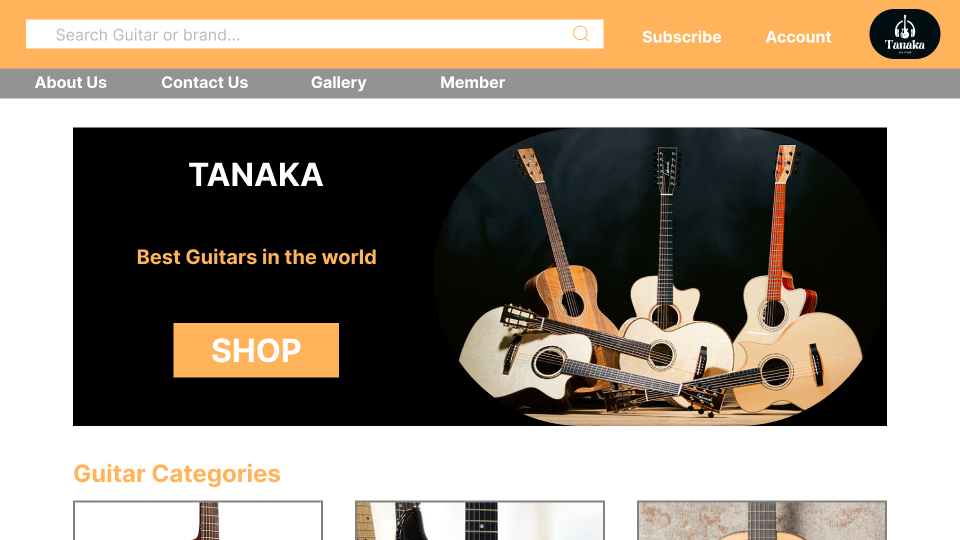 Search Guitar or brand...
Subscribe
Account
Tanaka
GUITAR
About Us
Contact Us
Gallery
Member
TANAKA
Best Guitars in the world
SHOP
Guitar Categories